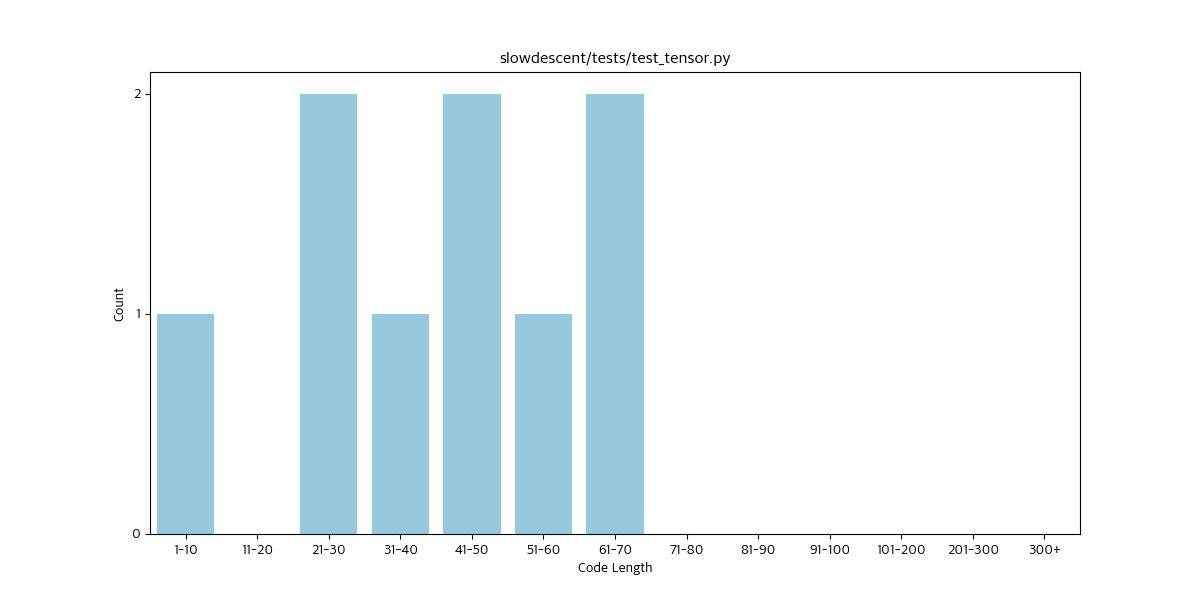 slowdescent/tests/test_tensor.py
2
1
0
Count
1-10 11-20 21-30 31-40 41-50 51-60 61-70 71-80 81-90 91-100 101-200 201-300 300+
Code Length